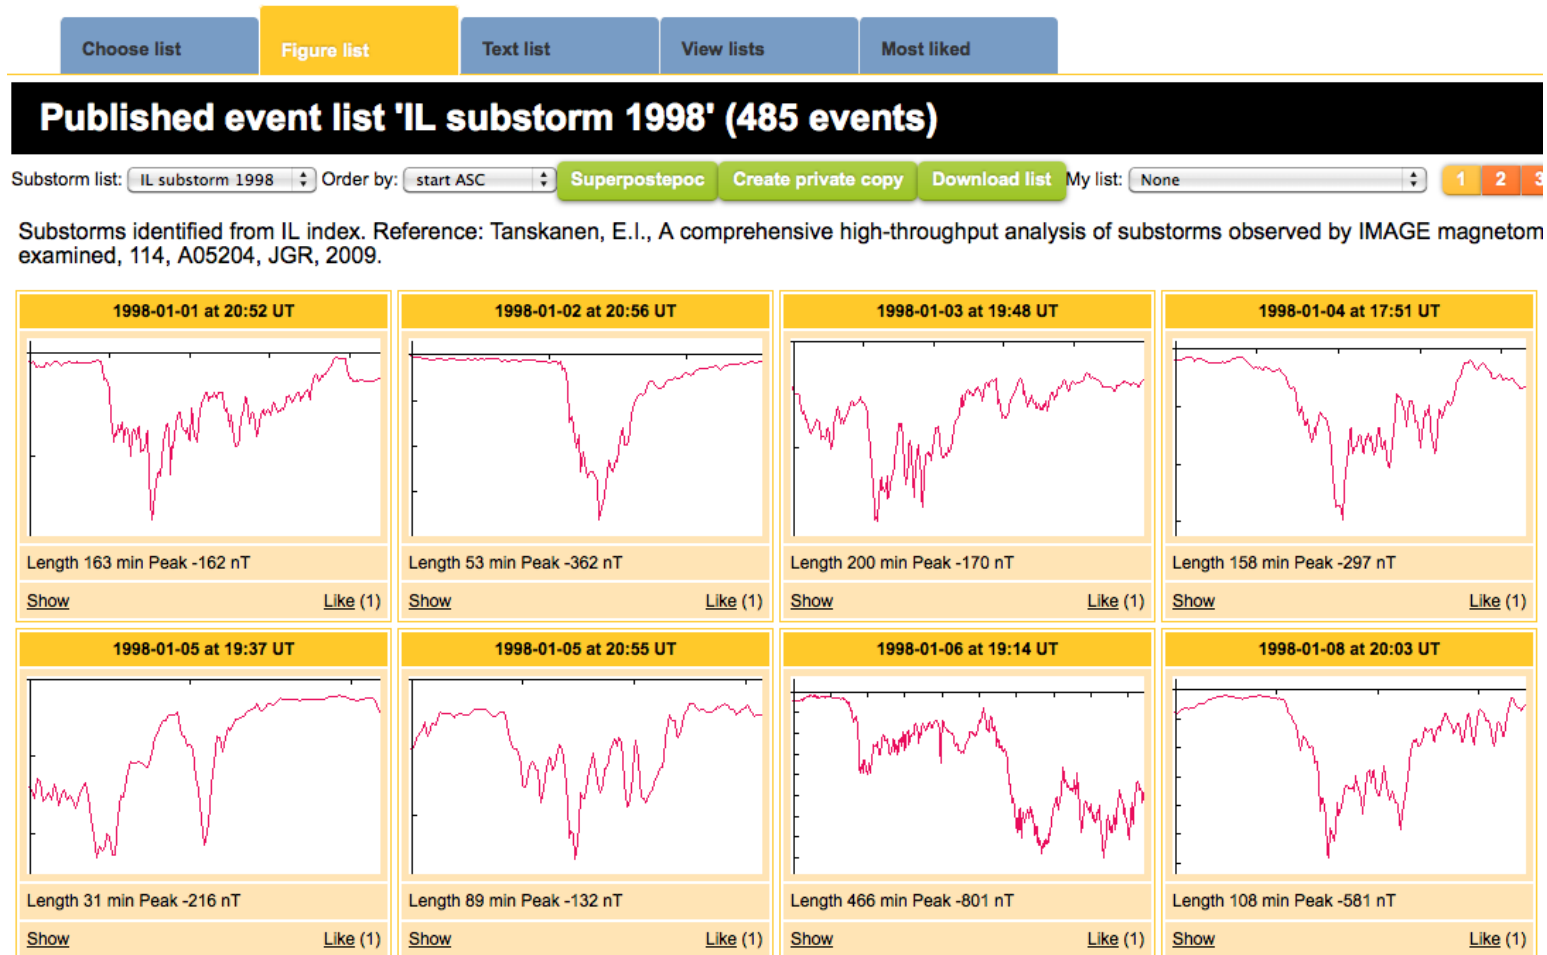 Choose list Figure list Text list View lists Most liked
Published event list 'IL substorm 1998' (485 events)
Substorm list: IL substorm 1998 Order by: start ASC Superpostepoc Create private copy Download list My list: None 1 2 3
Substorms identified from IL index. Reference: Tanskanen, E.I., A comprehensive high-throughput analysis of substorms observed by IMAGE magnetom
examined, 114, A05204, JGR, 2009.
1998-01-01 at 20:52 UT 1998-01-02 at 20:56 UT 1998-01-03 at 19:48 UT 1998-01-04 at 17:51 UT
Length 163 min Peak -162 nT Length 53 min Peak -362 nT Length 200 min Peak -170 nT Length 158 min Peak -297 nT
Show Like (1) Show Like (1) Show Like (1) Show Like (1)
1998-01-05 at 19:37 UT 1998-01-05 at 20:55 UT 1998-01-06 at 19:14 UT 1998-01-08 at 20:03 UT
Length 31 min Peak -216 nT Length 89 min Peak -132 nT Length 466 min Peak -801 nT Length 108 min Peak -581 nT
Show Like (1) Show Like (1) Show Like (1) Show Like (1)